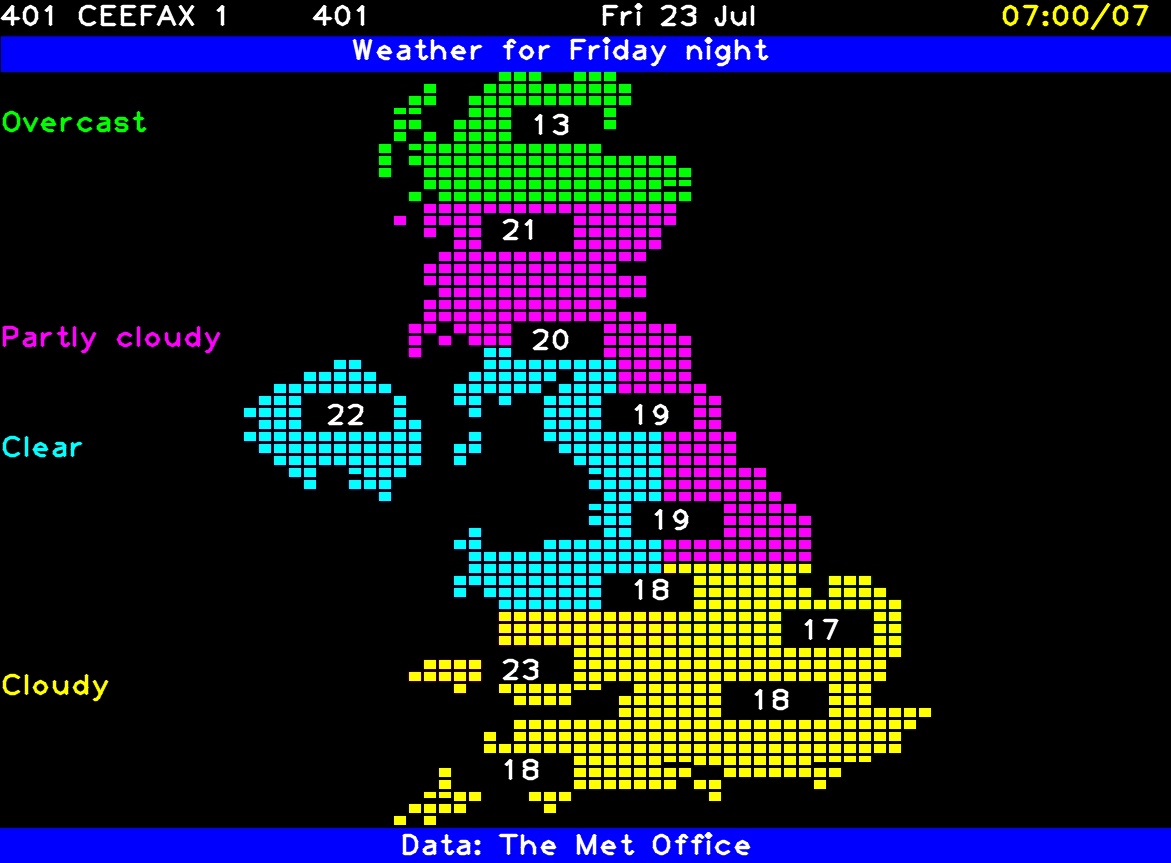 401 CEEFAX 1 401 Fri 23 Jul 07:00/07
Weather for Friday night
Overcast
13
21
Partly cloudy
20
22
19
Clear
19
18
17
23
Cloudy
18
18
Data: The Met Office